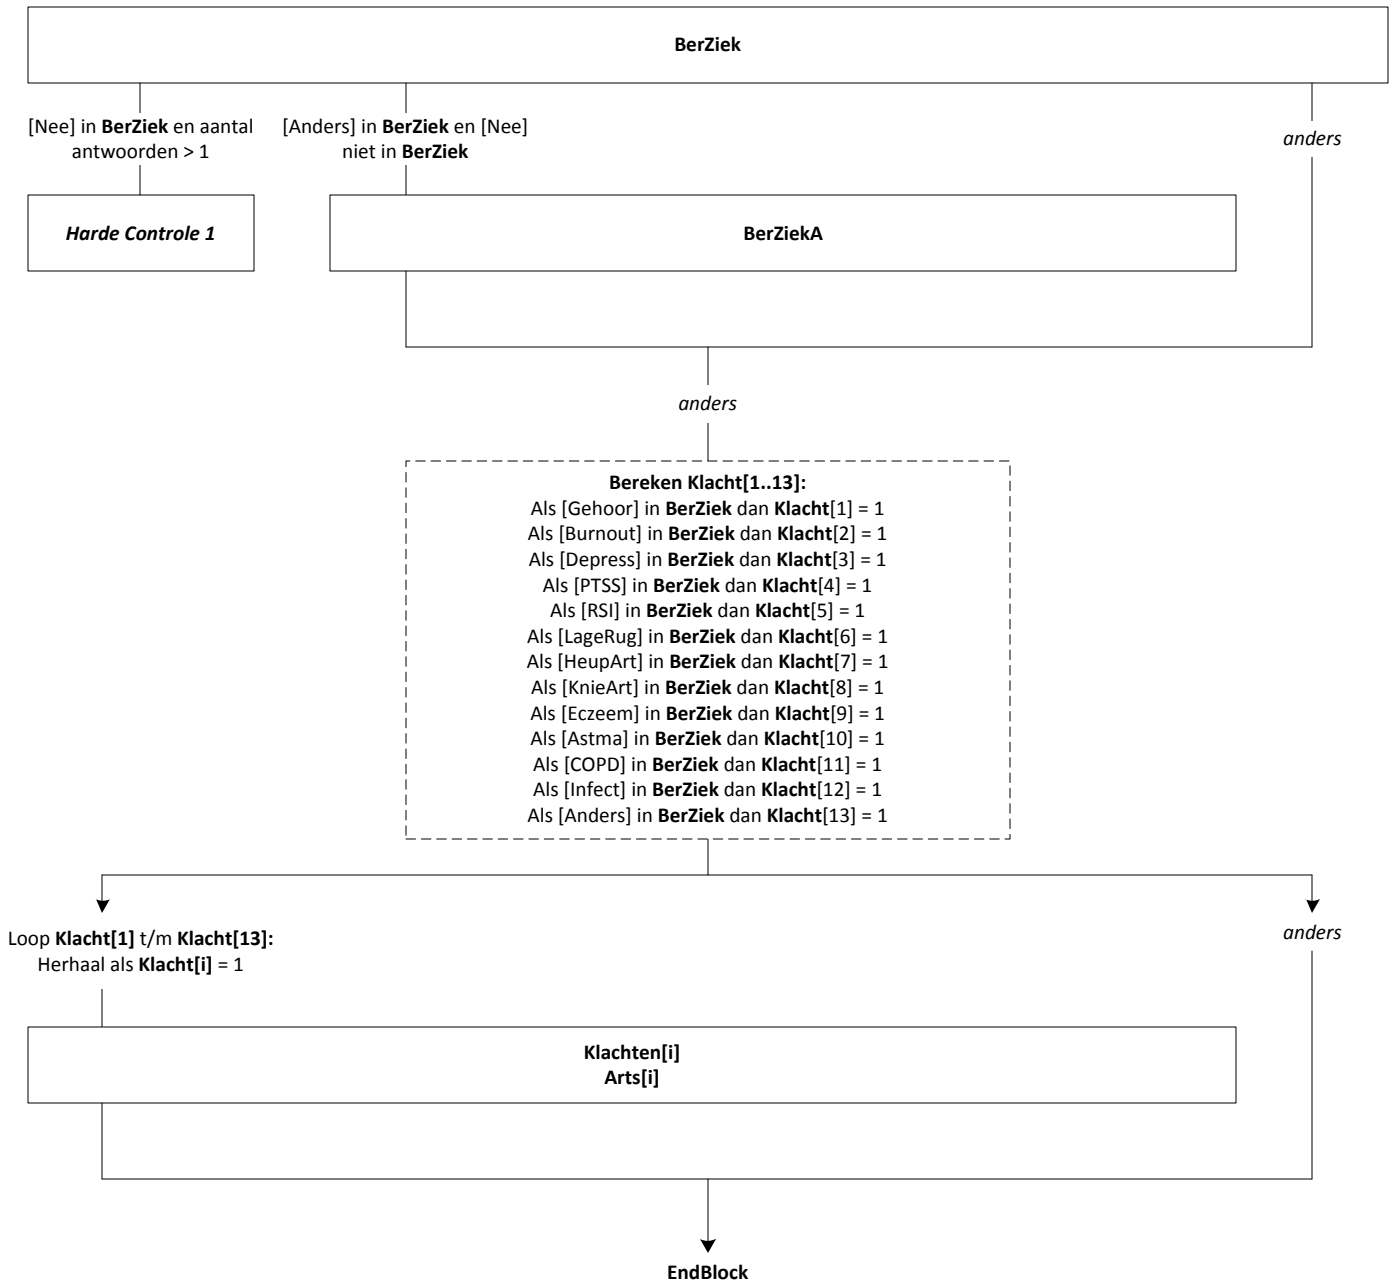 BerZiek
[Nee] in BerZiek en aantal
antwoorden > 1
[Anders] in BerZiek en [Nee]
niet in BerZiek
anders
Harde Controle 1
BerZiekA
anders
Bereken Klacht[1..13]:
Als [Gehoor] in BerZiek dan Klacht[1] = 1
Als [Burnout] in BerZiek dan Klacht[2] = 1
Als [Depress] in BerZiek dan Klacht[3] = 1
Als [PTSS] in BerZiek dan Klacht[4] = 1
Als [RSI] in BerZiek dan Klacht[5] = 1
Als [LageRug] in BerZiek dan Klacht[6] = 1
Als [HeupArt] in BerZiek dan Klacht[7] = 1
Als [KnieArt] in BerZiek dan Klacht[8] = 1
Als [Eczeem] in BerZiek dan Klacht[9] = 1
Als [Astma] in BerZiek dan Klacht[10] = 1
Als [COPD] in BerZiek dan Klacht[11] = 1
Als [Infect] in BerZiek dan Klacht[12] = 1
Als [Anders] in BerZiek dan Klacht[13] = 1
Loop Klacht[1] t/m Klacht[13]:
Herhaal als Klacht[i] = 1
anders
Klachten[i]
Arts[i]
EndBlock